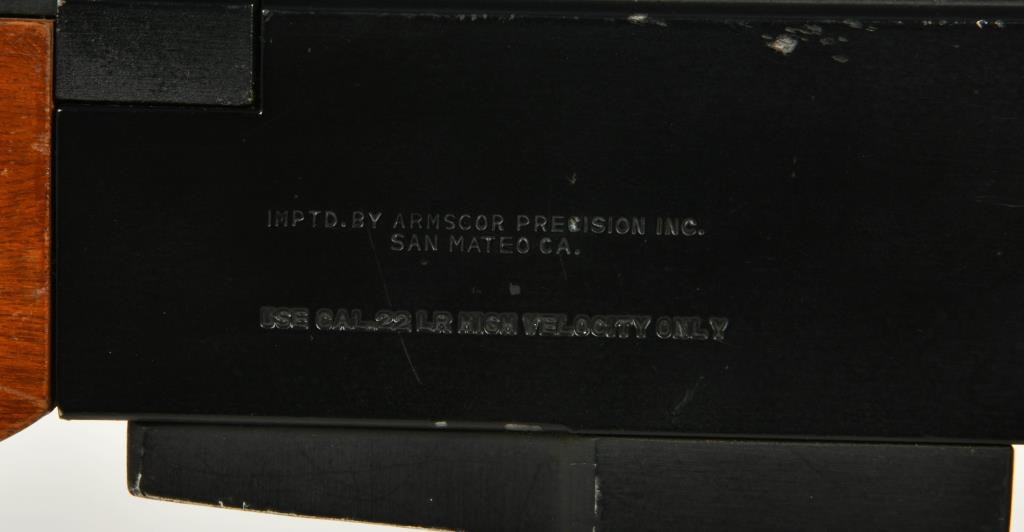 IMPTD.BY ARMSCOR PRECISION INC.
SAN MATEO CA.
USE CAL.22 LR HIGH VELOCITY ONLY